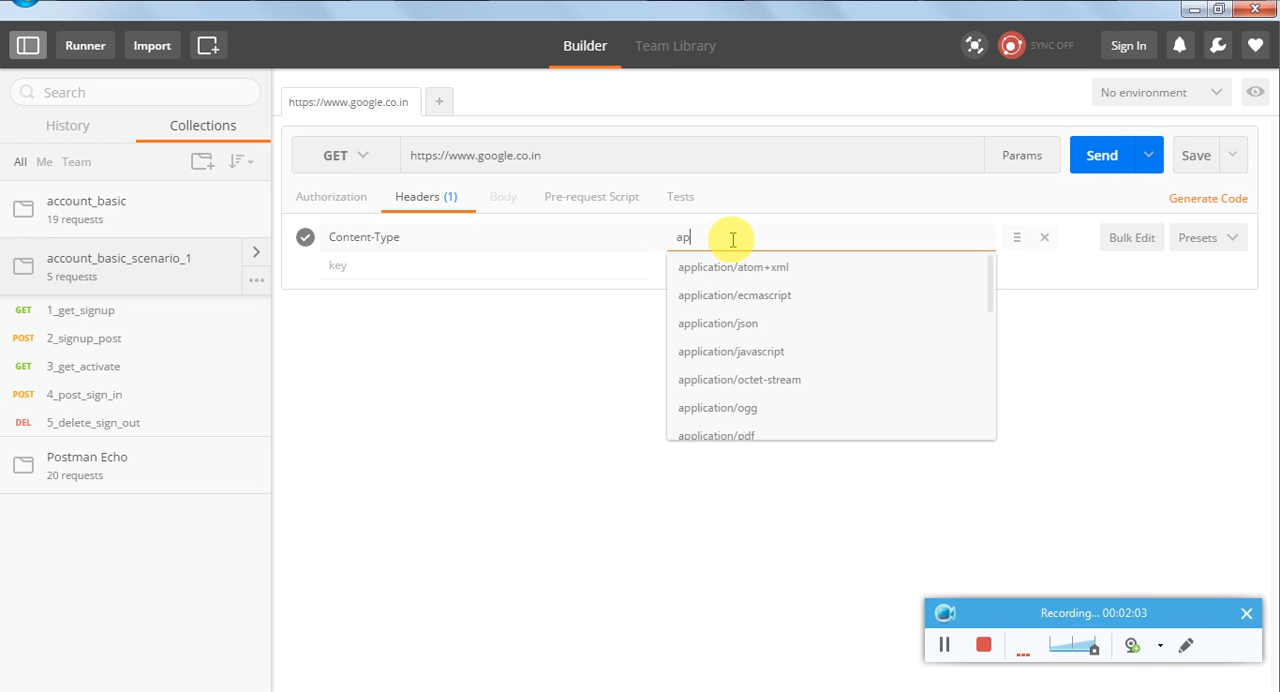 Runner
Import
Builder
Team Library
SYNC OFF
Sign In
Search
History
Collections
All Me Team
account_basic
19 requests
account_basic_scenario_1
5 requests
GET 1_get_signup
POST 2_signup_post
GET 3_get_activate
POST 4_post_sign_in
DEL 5_delete_sign_out
Postman Echo
20 requests
https://www.google.co.in
+
No environment
GET
https://www.google.co.in
Params
Send
Save
Authorization
Headers (1)
Body
Pre-request Script
Tests
Generate Code
Content-Type
ap
Bulk Edit
Presets
key
application/atom+xml
application/ecmascript
application/json
application/javascript
application/octet-stream
application/ogg
application/pdf
Recording... 00:02:03